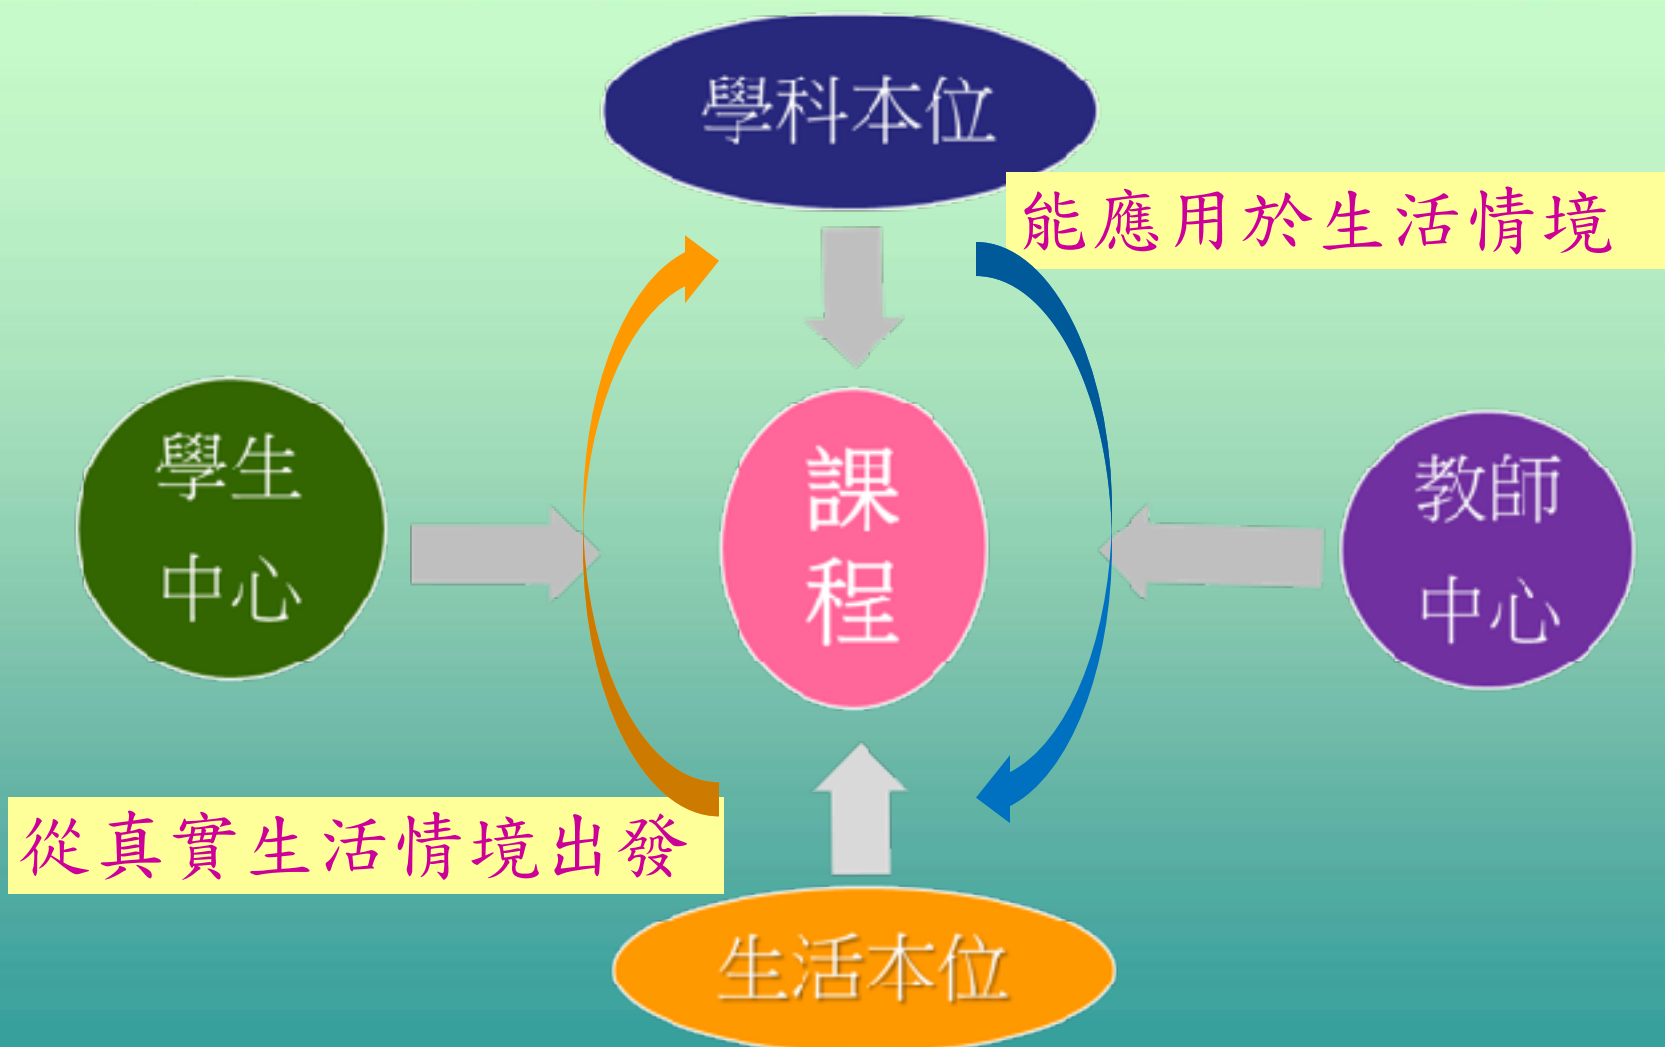 學科本位
能應用於生活情境
學生
中心
課
程
教師
中心
從真實生活情境出發
生活本位